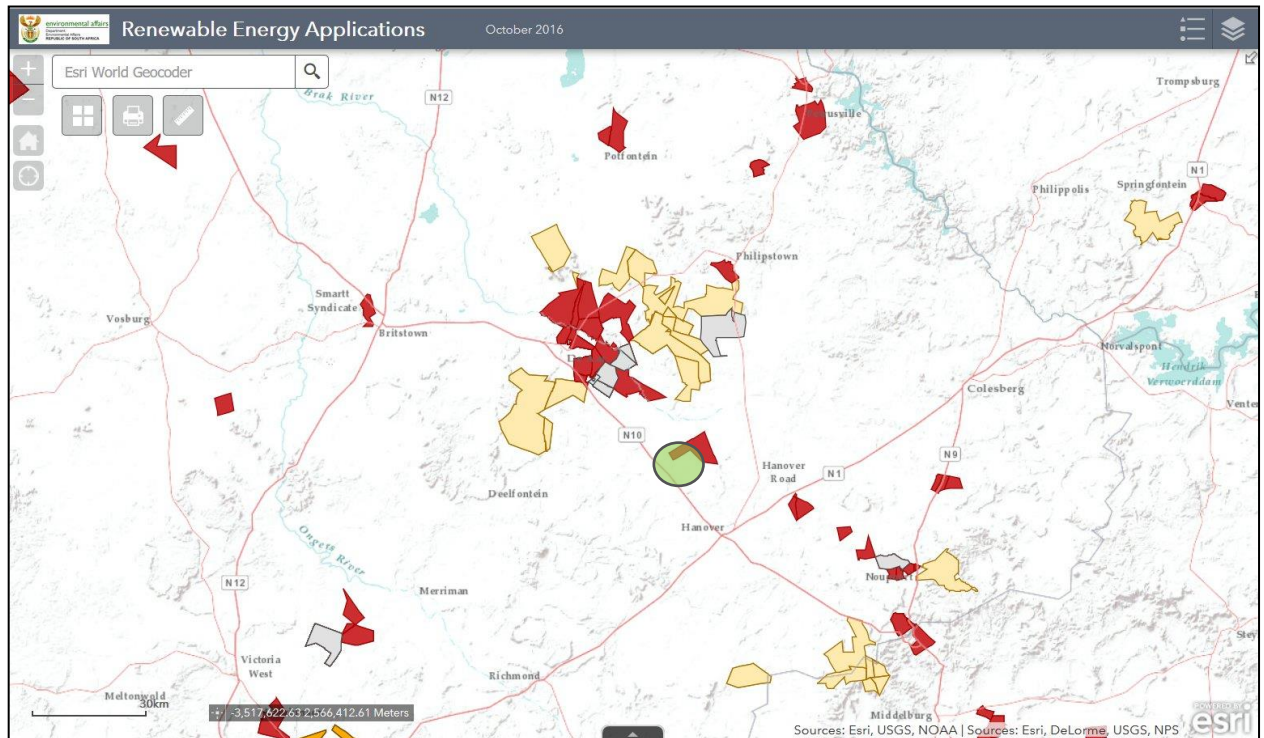 environmental affairs
Department:
Environmental Affairs
REPUBLIC OF SOUTH AFRICA
Renewable Energy Applications
October 2016
Esri World Geocoder
Brak River
N12
Trompsburg
Potfontein
N1
Philippolis
Springfontein
Philipstown
Smartt
Syndicate
Vosburg
Britstown
Norvalspont
Hendrik
Verwoerddam
Colesberg
N10
N9
Hanover
Road
N1
Deelfontein
Hanover
Ongers
River
N12
Merriman
Victoria
West
Richmond
Meltonwold
30km
-3,517,622.63 2,566,412.61 Meters
Middelburg
POWERED BY
esri
Sources: Esri, USGS, NOAA | Sources: Esri, DeLorme, USGS, NPS